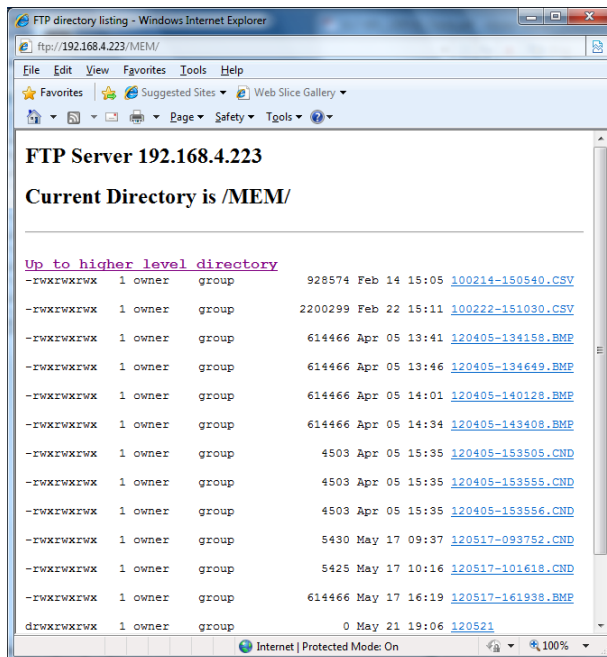 FTP directory listing - Windows Internet Explorer
ftp://192.168.4.223/MEM/
File Edit View Favorites Tools Help
Favorites Suggested Sites Web Slice Gallery
Page Safety Tools
FTP Server 192.168.4.223
Current Directory is /MEM/
Up to higher level directory
-rwxrwxrwx 1 owner group 928574 Feb 14 15:05 100214-150540.CSV
-rwxrwxrwx 1 owner group 2200299 Feb 22 15:11 100222-151030.CSV
-rwxrwxrwx 1 owner group 614466 Apr 05 13:41 120405-134158.BMP
-rwxrwxrwx 1 owner group 614466 Apr 05 13:46 120405-134649.BMP
-rwxrwxrwx 1 owner group 614466 Apr 05 14:01 120405-140128.BMP
-rwxrwxrwx 1 owner group 614466 Apr 05 14:34 120405-143408.BMP
-rwxrwxrwx 1 owner group 4503 Apr 05 15:35 120405-153505.CND
-rwxrwxrwx 1 owner group 4503 Apr 05 15:35 120405-153555.CND
-rwxrwxrwx 1 owner group 4503 Apr 05 15:35 120405-153556.CND
-rwxrwxrwx 1 owner group 5430 May 17 09:37 120517-093752.CND
-rwxrwxrwx 1 owner group 5425 May 17 10:16 120517-101618.CND
-rwxrwxrwx 1 owner group 614466 May 17 16:19 120517-161938.BMP
drwxrwxrwx 1 owner group 0 May 21 19:06 120521
Internet | Protected Mode: On 100%